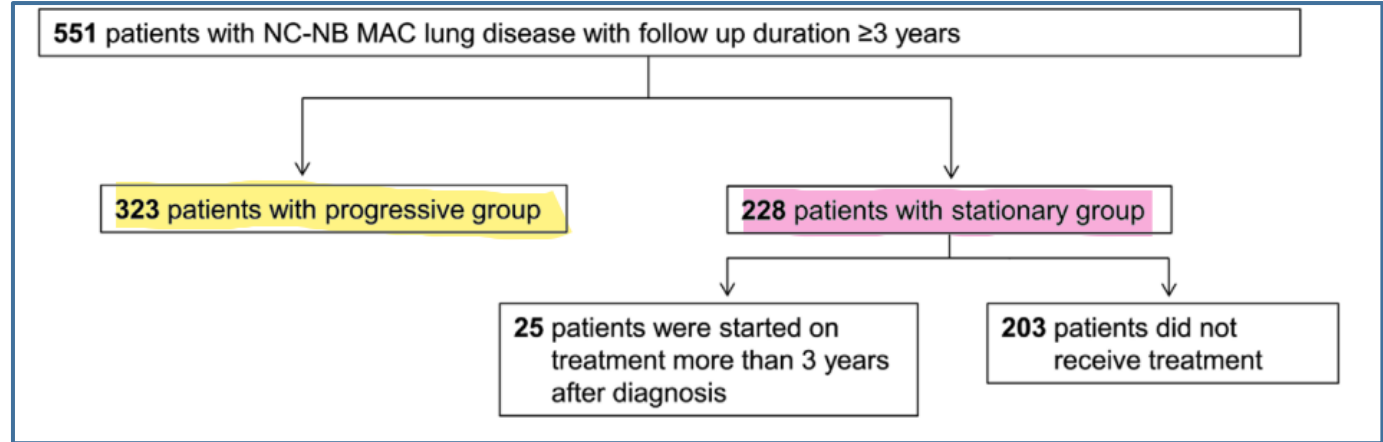 551 patients with NC-NB MAC lung disease with follow up duration ≥3 years
323 patients with progressive group
228 patients with stationary group
25 patients were started on
treatment more than 3 years
after diagnosis
203 patients did not
receive treatment